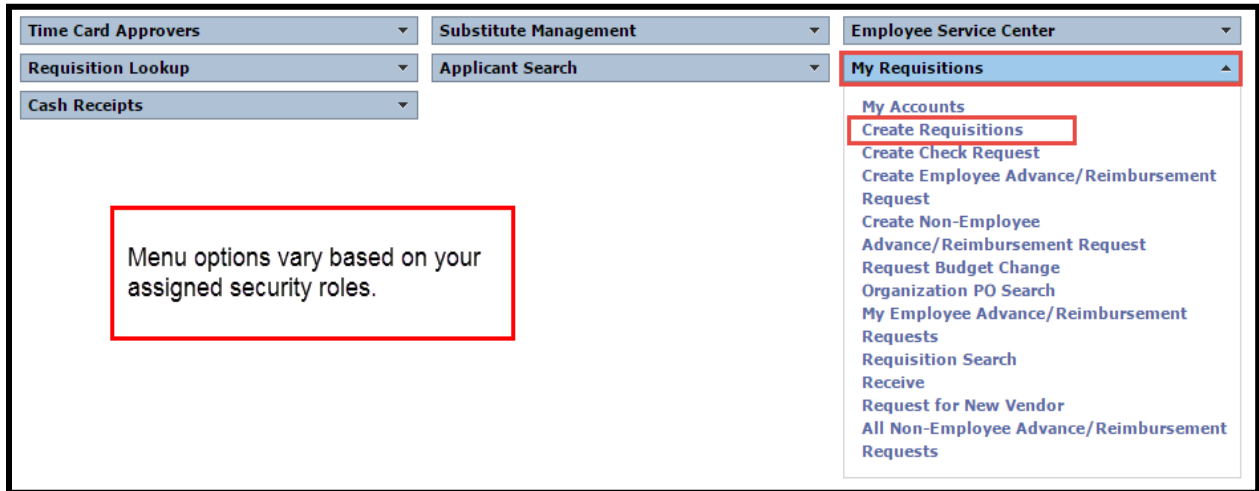 Time Card Approvers
Substitute Management
Employee Service Center
Requisition Lookup
Applicant Search
My Requisitions
Cash Receipts
My Accounts
Create Requisitions
Create Check Request
Create Employee Advance/Reimbursement
Request
Create Non-Employee
Advance/Reimbursement Request
Request Budget Change
Organization PO Search
My Employee Advance/Reimbursement
Requests
Requisition Search
Receive
Request for New Vendor
All Non-Employee Advance/Reimbursement
Requests
Menu options vary based on your
assigned security roles.